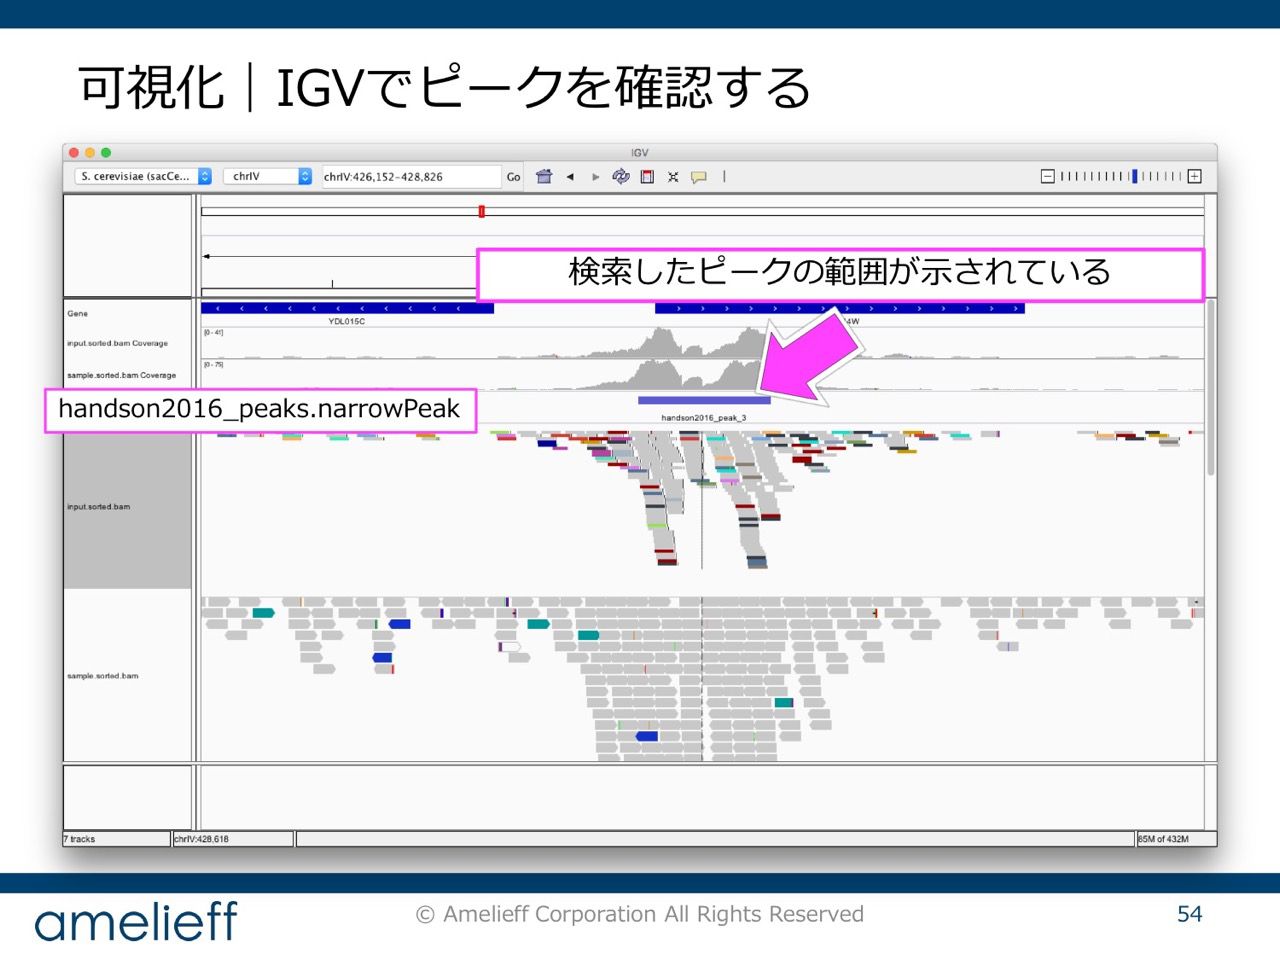 可視化｜IGVでピークを確認する
IGV
S. cerevisiae (sacCe... chrIV chrIV:426,152-428,826 Go
検索したピークの範囲が示されている
Gene
YDL015C
4W
input.sorted.bam Coverage
[0 - 41]
sample.sorted.bam Coverage
[0 - 75]
handson2016_peaks.narrowPeak
handson2016_peak_3
input.sorted.bam
sample.sorted.bam
7 tracks chrIV:428,618 85M of 432M
amelieff © Amelieff Corporation All Rights Reserved 54